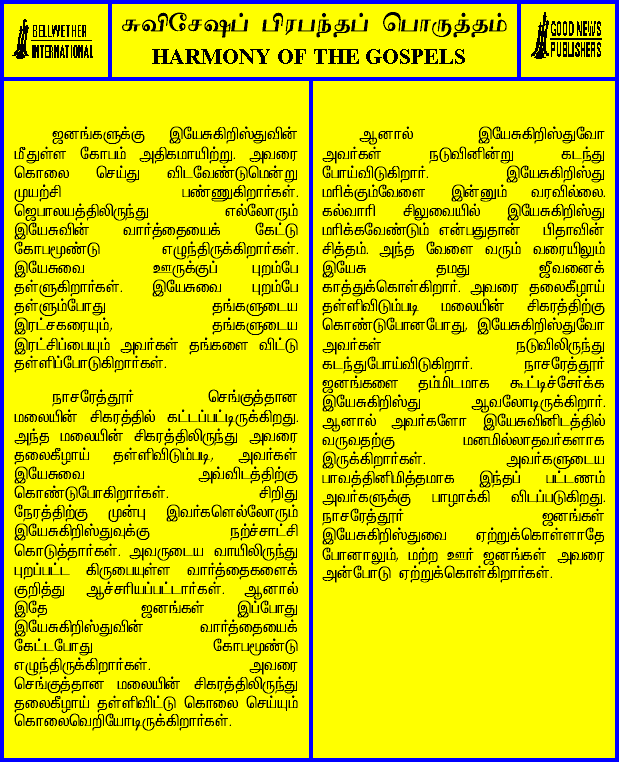 BELLWETHER
INTERNATIONAL
சுவிசேஷப் பிரபந்தப் பொருத்தம்
HARMONY OF THE GOSPELS
GOOD NEWS
PUBLISHERS
ஜனங்களுக்கு இயேசுகிறிஸ்துவின்
மீதுள்ள கோபம் அதிகமாயிற்று. அவரை
கொலை செய்து விடவேண்டுமென்று
முயற்சி பண்ணுகிறார்கள்.
ஜெபாலயத்திலிருந்து எல்லோரும்
இயேசுவின் வார்த்தையைக் கேட்டு
கோபமூண்டு எழுந்திருக்கிறார்கள்.
இயேசுவை ஊருக்குப் புறம்பே
தள்ளுகிறார்கள். இயேசுவை புறம்பே
தள்ளும்போது தங்களுடைய
இரட்சகரையும், தங்களுடைய
இரட்சிப்பையும் அவர்கள் தங்களை விட்டு
தள்ளிப்போடுகிறார்கள்.
நாசரேத்தூர் செங்குத்தான
மலையின் சிகரத்தில் கட்டப்பட்டிருக்கிறது.
அந்த மலையின் சிகரத்திலிருந்து அவரை
தலைகீழாய் தள்ளிவிடும்படி, அவர்கள்
இயேசுவை அவ்விடத்திற்கு
கொண்டுபோகிறார்கள். சிறிது
நேரத்திற்கு முன்பு இவர்களெல்லோரும்
இயேசுகிறிஸ்துவுக்கு நற்ச்சாட்சி
கொடுத்தார்கள். அவருடைய வாயிலிருந்து
புறப்பட்ட கிருபையுள்ள வார்த்தைகளைக்
குறித்து ஆச்சரியப்பட்டார்கள். ஆனால்
இதே ஜனங்கள் இப்போது
இயேசுகிறிஸ்துவின் வார்த்தையைக்
கேட்டபோது கோபமூண்டு
எழுந்திருக்கிறார்கள். அவரை
செங்குத்தான மலையின் சிகரத்திலிருந்து
தலைகீழாய் தள்ளிவிட்டு கொலை செய்யும்
கொலைவெறியோடிருக்கிறார்கள்.
ஆனால் இயேசுகிறிஸ்துவோ
அவர்கள் நடுவினின்று கடந்து
போய்விடுகிறார். இயேசுகிறிஸ்து
மரிக்கும்வேளை இன்னும் வரவில்லை.
கல்வாரி சிலுவையில் இயேசுகிறிஸ்து
மரிக்கவேண்டும் என்பதுதான் பிதாவின்
சித்தம். அந்த வேளை வரும் வரையிலும்
இயேசு தமது ஜீவனைக்
காத்துக்கொள்கிறார். அவரை தலைகீழாய்
தள்ளிவிடும்படி மலையின் சிகரத்திற்கு
கொண்டுபோனபோது, இயேசுகிறிஸ்துவோ
அவர்கள் நடுவிலிருந்து
கடந்துபோய்விடுகிறார். நாசரேத்தூர்
ஜனங்களை தம்மிடமாக கூட்டிச்சேர்க்க
இயேசுகிறிஸ்து ஆவலோடிருக்கிறார்.
ஆனால் அவர்களோ இயேசுவினிடத்தில்
வருவதற்கு மனமில்லாதவர்களாக
இருக்கிறார்கள். அவர்களுடைய
பாவத்தினிமித்தமாக இந்தப் பட்டணம்
அவர்களுக்கு பாழாக்கி விடப்படுகிறது.
நாசரேத்தூர் ஜனங்கள்
இயேசுகிறிஸ்துவை ஏற்றுக்கொள்ளாதே
போனாலும், மற்ற ஊர் ஜனங்கள் அவரை
அன்போடு ஏற்றுக்கொள்கிறார்கள்.